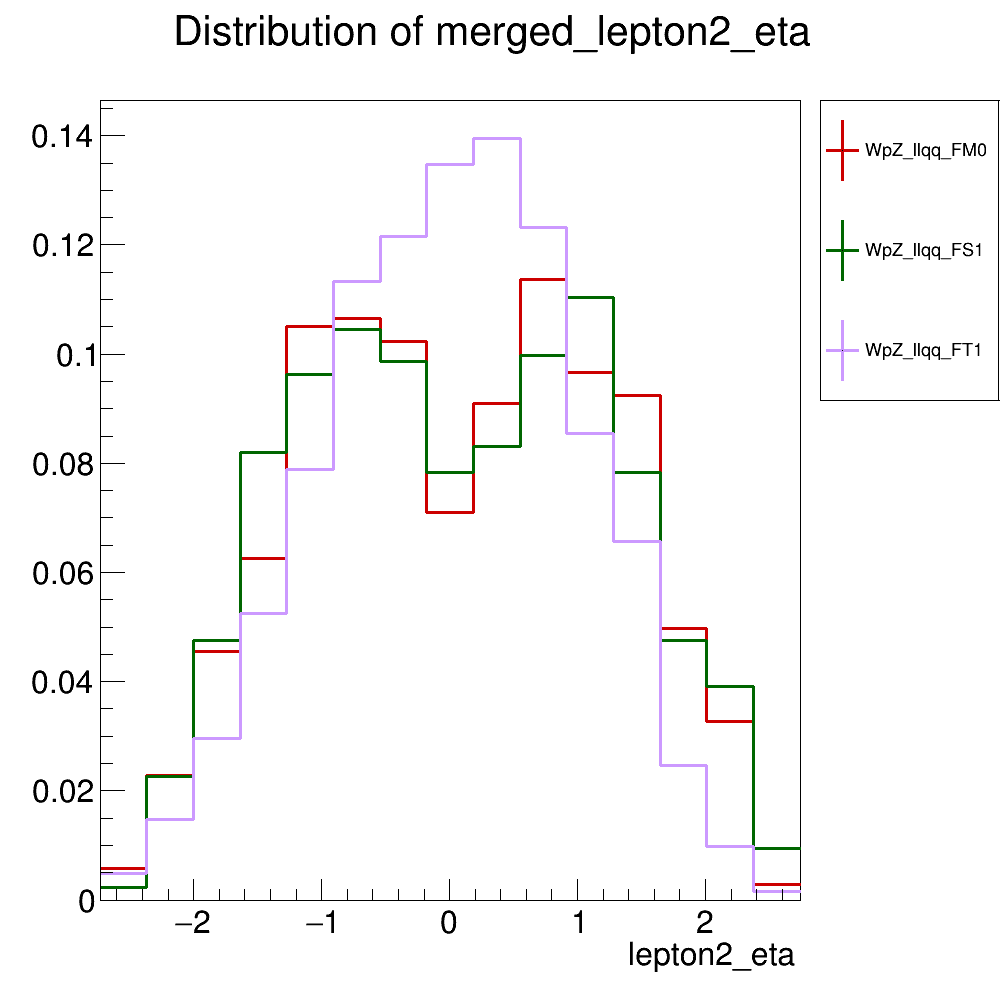 Distribution of merged_lepton2_eta
WpZ_llqq_FM0
WpZ_llqq_FS1
WpZ_llqq_FT1
0.14
0.12
0.1
0.08
0.06
0.04
0.02
0
−2 −1 0 1 2
lepton2_eta